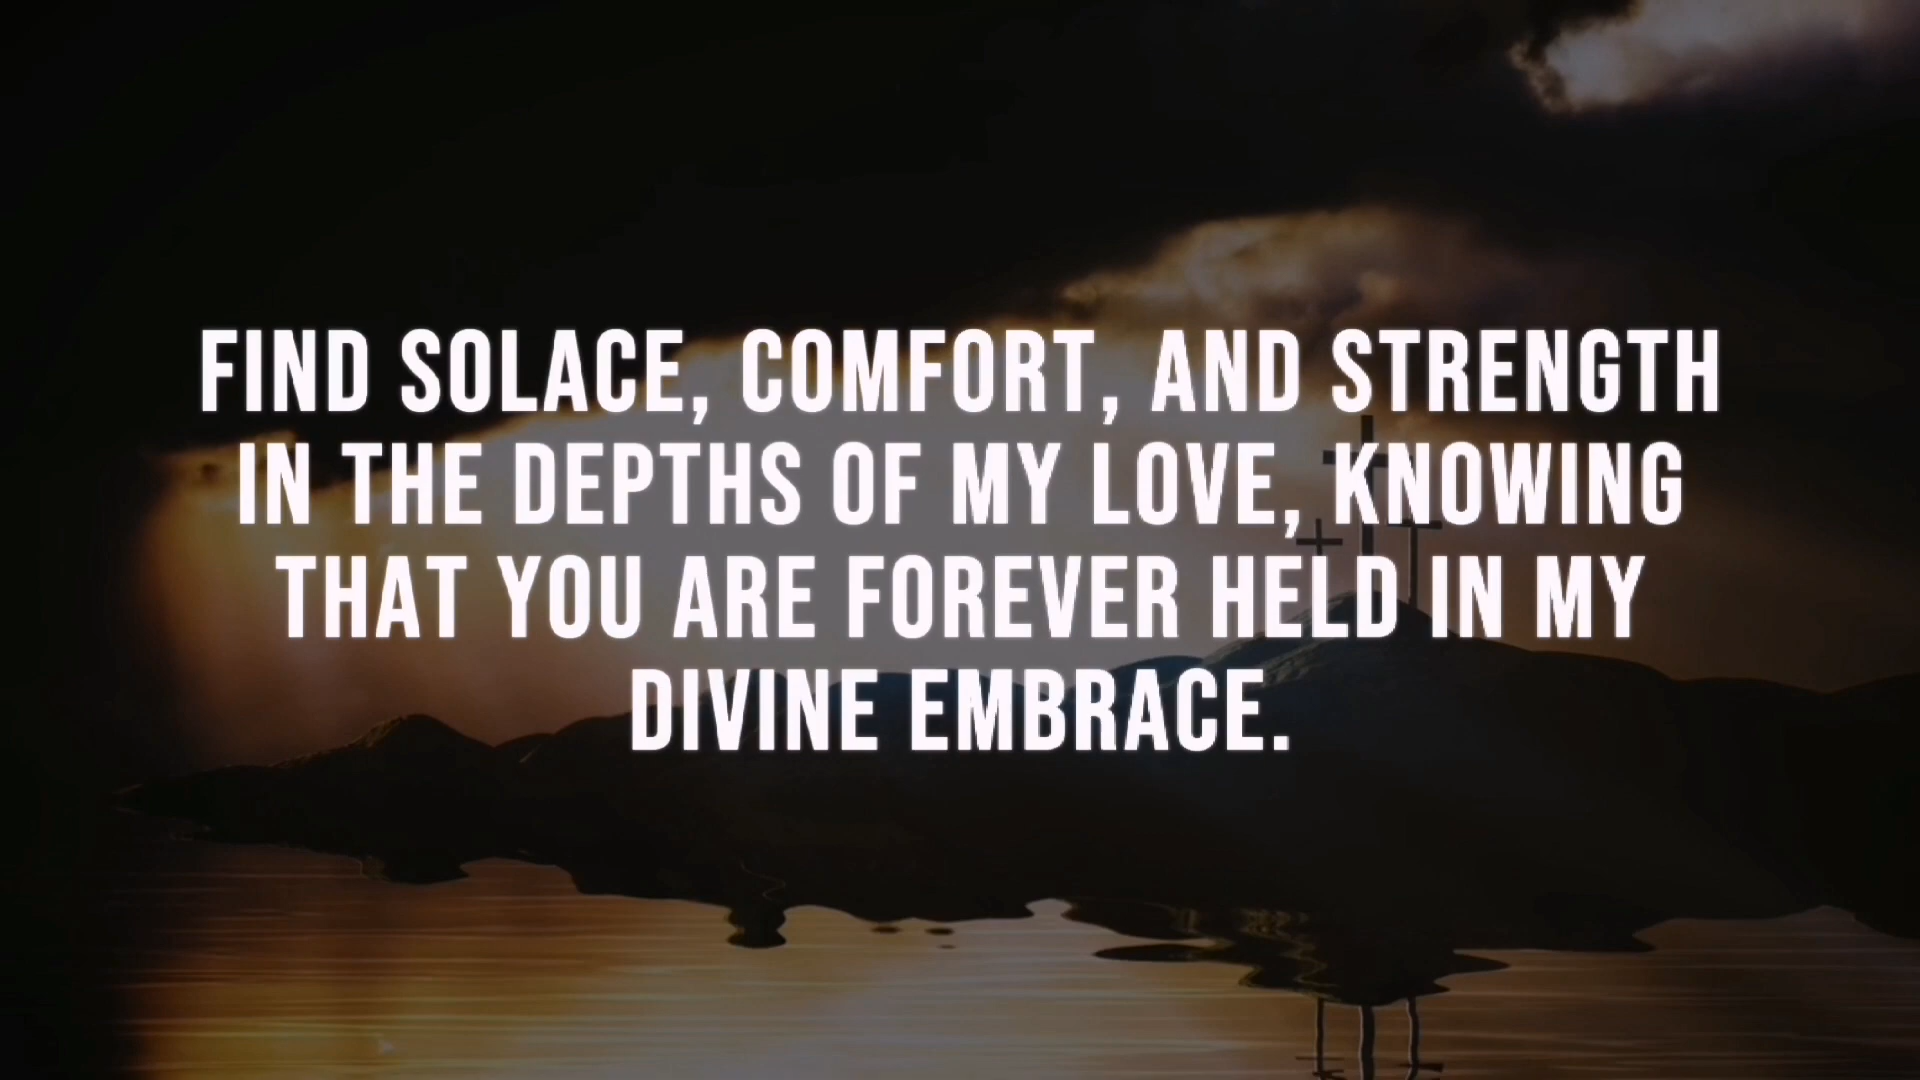 FIND SOLACE, COMFORT, AND STRENGTH
IN THE DEPTHS OF MY LOVE, KNOWING
THAT YOU ARE FOREVER HELD IN MY
DIVINE EMBRACE.